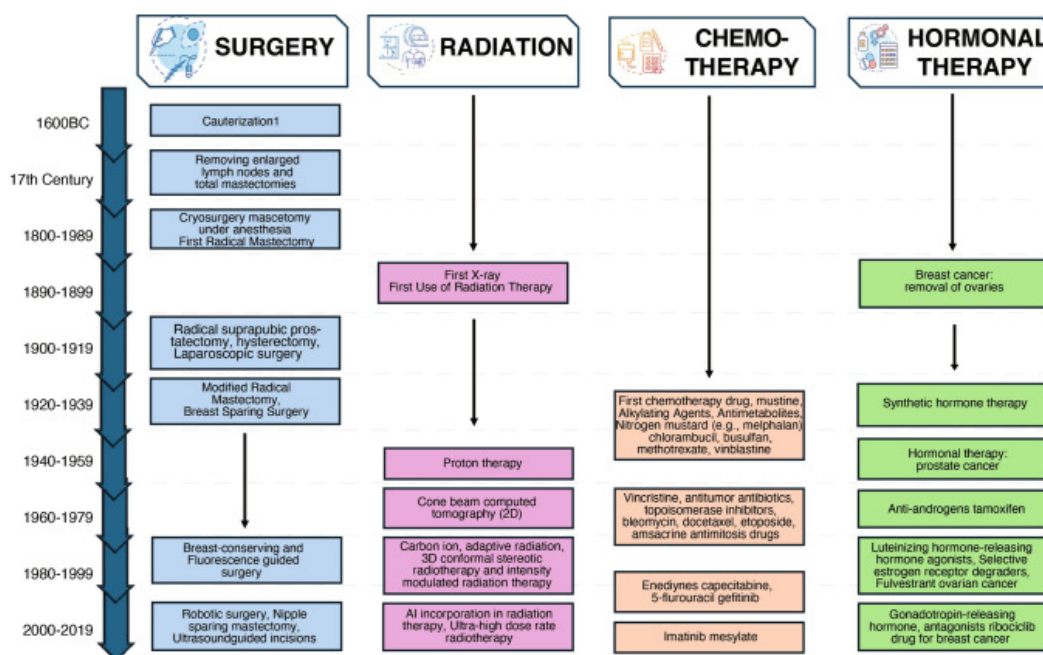 SURGERY
RADIATION
CHEMO-
THERAPY
HORMONAL
THERAPY
1600BC
Cauterization1
17th Century
Removing enlarged
lymph nodes and
total mastectomies
1800-1989
Cryosurgery mascetomy
under anesthesia
First Radical Mastectomy
1890-1899
First X-ray
First Use of Radiation Therapy
Breast cancer:
removal of ovaries
1900-1919
Radical suprapubic pros-
tatectomy, hysterectomy,
Laparoscopic surgery
1920-1939
Modified Radical
Mastectomy,
Breast Sparing Surgery
First chemotherapy drug, mustine,
Alkylating Agents, Antimetabolites,
Nitrogen mustard (e.g., melphalan)
chlorambucil, busulfan,
methotrexate, vinblastine
Synthetic hormone therapy
1940-1959
Proton therapy
Hormonal therapy:
prostate cancer
1960-1979
Cone beam computed
tomography (2D)
Vincristine, antitumor antibiotics,
topoisomerase inhibitors,
bleomycin, docetaxel, etoposide,
amsacrine antimitosis drugs
Anti-androgens tamoxifen
1980-1999
Breast-conserving and
Fluorescence guided
surgery
Carbon ion, adaptive radiation,
3D conformal stereotic
radiotherapy and intensity
modulated radiation therapy
Enediynes capecitabine,
5-flurouracil gefitinib
Luteinizing hormone-releasing
hormone agonists, Selective
estrogen receptor degraders,
Fulvestrant ovarian cancer
2000-2019
Robotic surgery, Nipple
sparing mastectomy,
Ultrasoundguided incisions
AI incorporation in radiation
therapy, Ultra-high dose rate
radiotherapy
Imatinib mesylate
Gonadotropin-releasing
hormone, antagonists ribociclib
drug for breast cancer